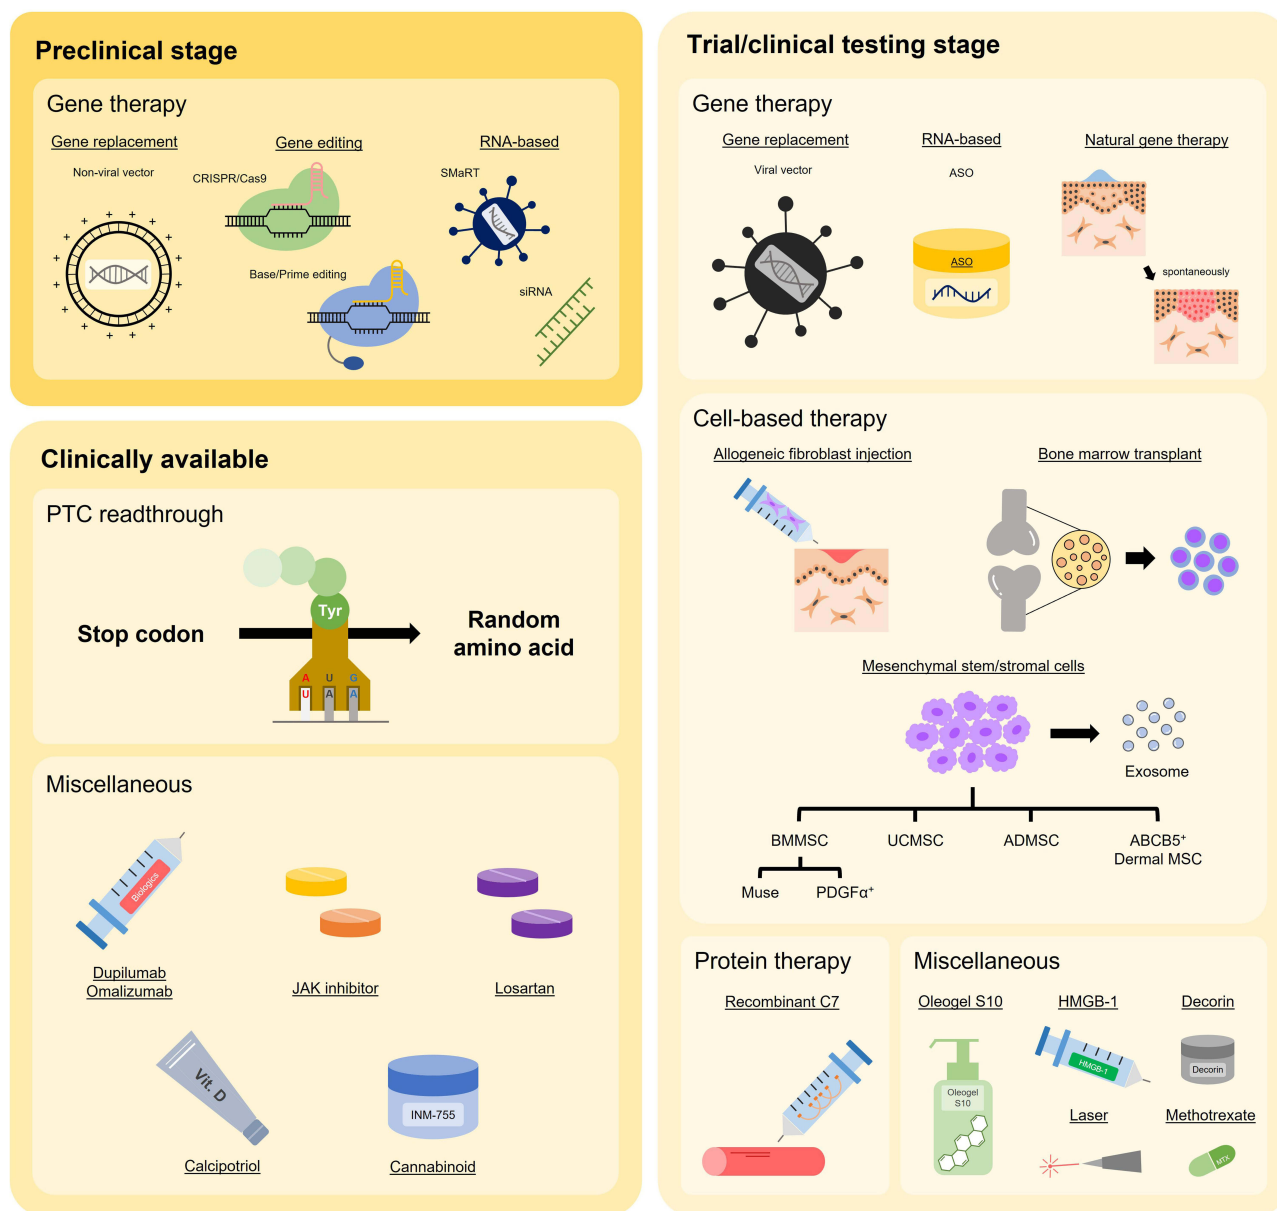 Preclinical stage
Gene therapy
Gene replacement
Gene editing
RNA-based
Non-viral vector
CRISPR/Cas9
SMaRT
Base/Prime editing
siRNA
Clinically available
PTC readthrough
Stop codon
Tyr
Random
amino acid
A U G
U A A
Miscellaneous
Biologics
Dupilumab
Omalizumab
JAK inhibitor
Losartan
Vit. D
INM-755
Calcipotriol
Cannabinoid
Trial/clinical testing stage
Gene therapy
Gene replacement
RNA-based
Natural gene therapy
Viral vector
ASO
ASO
spontaneously
Cell-based therapy
Allogeneic fibroblast injection
Bone marrow transplant
Mesenchymal stem/stromal cells
Exosome
BMMSC
UCMSC
ADMSC
ABCB5⁺
Dermal MSC
Muse
PDGFα⁺
Protein therapy
Recombinant C7
Miscellaneous
Oleogel S10
HMGB-1
Decorin
Oleogel
S10
HMGB-1
Decorin
Laser
Methotrexate
MTX